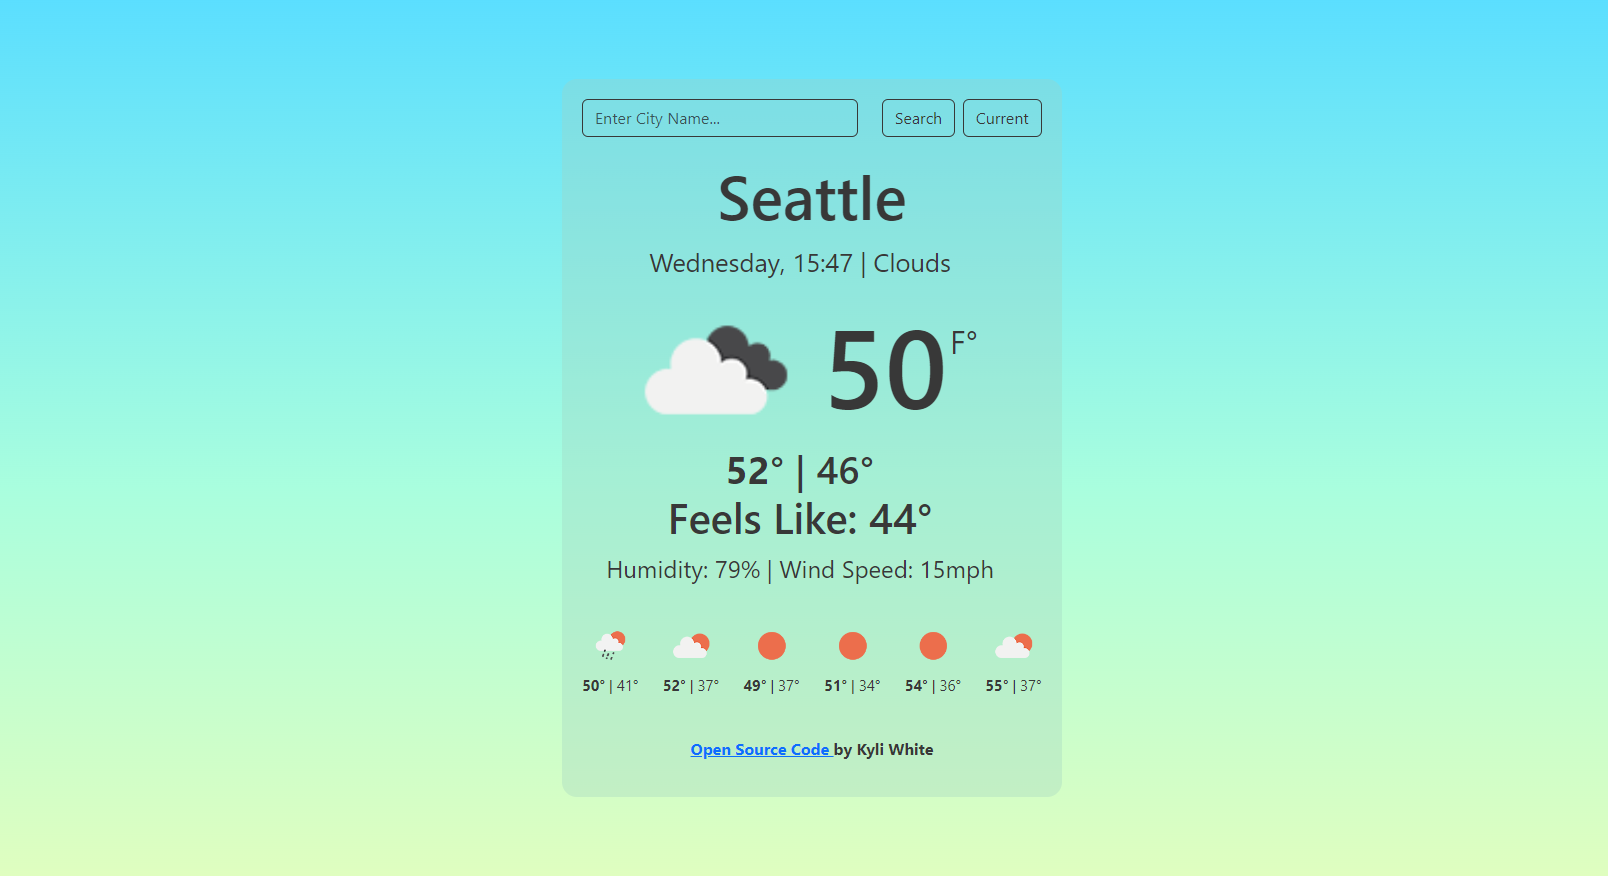 Enter City Name... Search Current
Seattle
Wednesday, 15:47 | Clouds
50 F°
52° | 46°
Feels Like: 44°
Humidity: 79% | Wind Speed: 15mph
50° | 41° 52° | 37° 49° | 37° 51° | 34° 54° | 36° 55° | 37°
Open Source Code by Kyli White